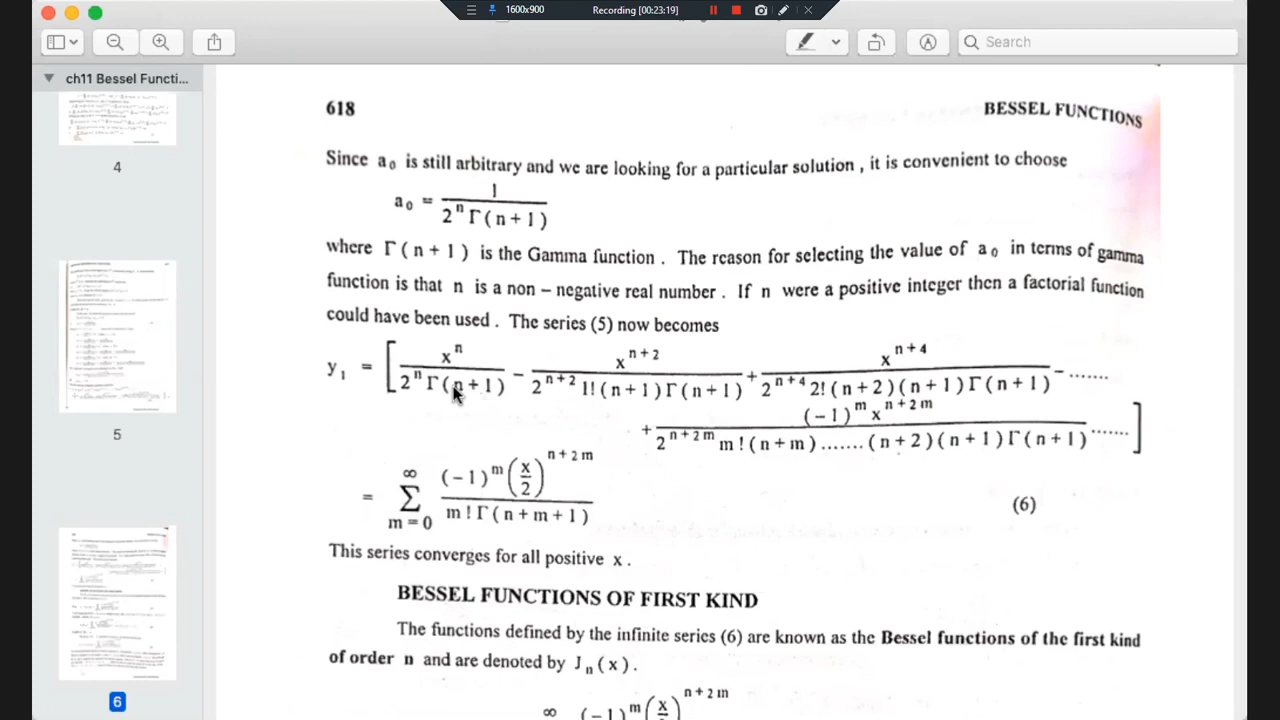 1600x900
Recording [00:23:19]
Search
ch11 Bessel Functi...
4
5
6
618
BESSEL FUNCTIONS
Since a₀ is still arbitrary and we are looking for a particular solution , it is convenient to choose
a₀ = 1 / 2ⁿ Γ ( n + 1 )
where Γ ( n + 1 ) is the Gamma function . The reason for selecting the value of a₀ in terms of gamma
function is that n is a non – negative real number . If n were a positive integer then a factorial function
could have been used . The series (5) now becomes
y₁ = [ xⁿ / 2ⁿ Γ ( n + 1 ) − x^(n + 2) / 2^(n + 2) 1! ( n + 1 ) Γ ( n + 1 ) + x^(n + 4) / 2^(n + 4) 2! ( n + 2 ) ( n + 1 ) Γ ( n + 1 ) − .......
+ (−1)^m x^(n + 2m) / 2^(n + 2m) m ! ( n + m ) ....... ( n + 2 ) ( n + 1 ) Γ ( n + 1 ) ....... ]
= ∑_(m = 0)^∞ (−1)^m (x/2)^(n + 2m) / m ! Γ ( n + m + 1 ) (6)
This series converges for all positive x .
BESSEL FUNCTIONS OF FIRST KIND
The functions defined by the infinite series (6) are known as the Bessel functions of the first kind
of order n and are denoted by Jₙ ( x ) .
∞ (−1)^m (x/ )^(n + 2m)